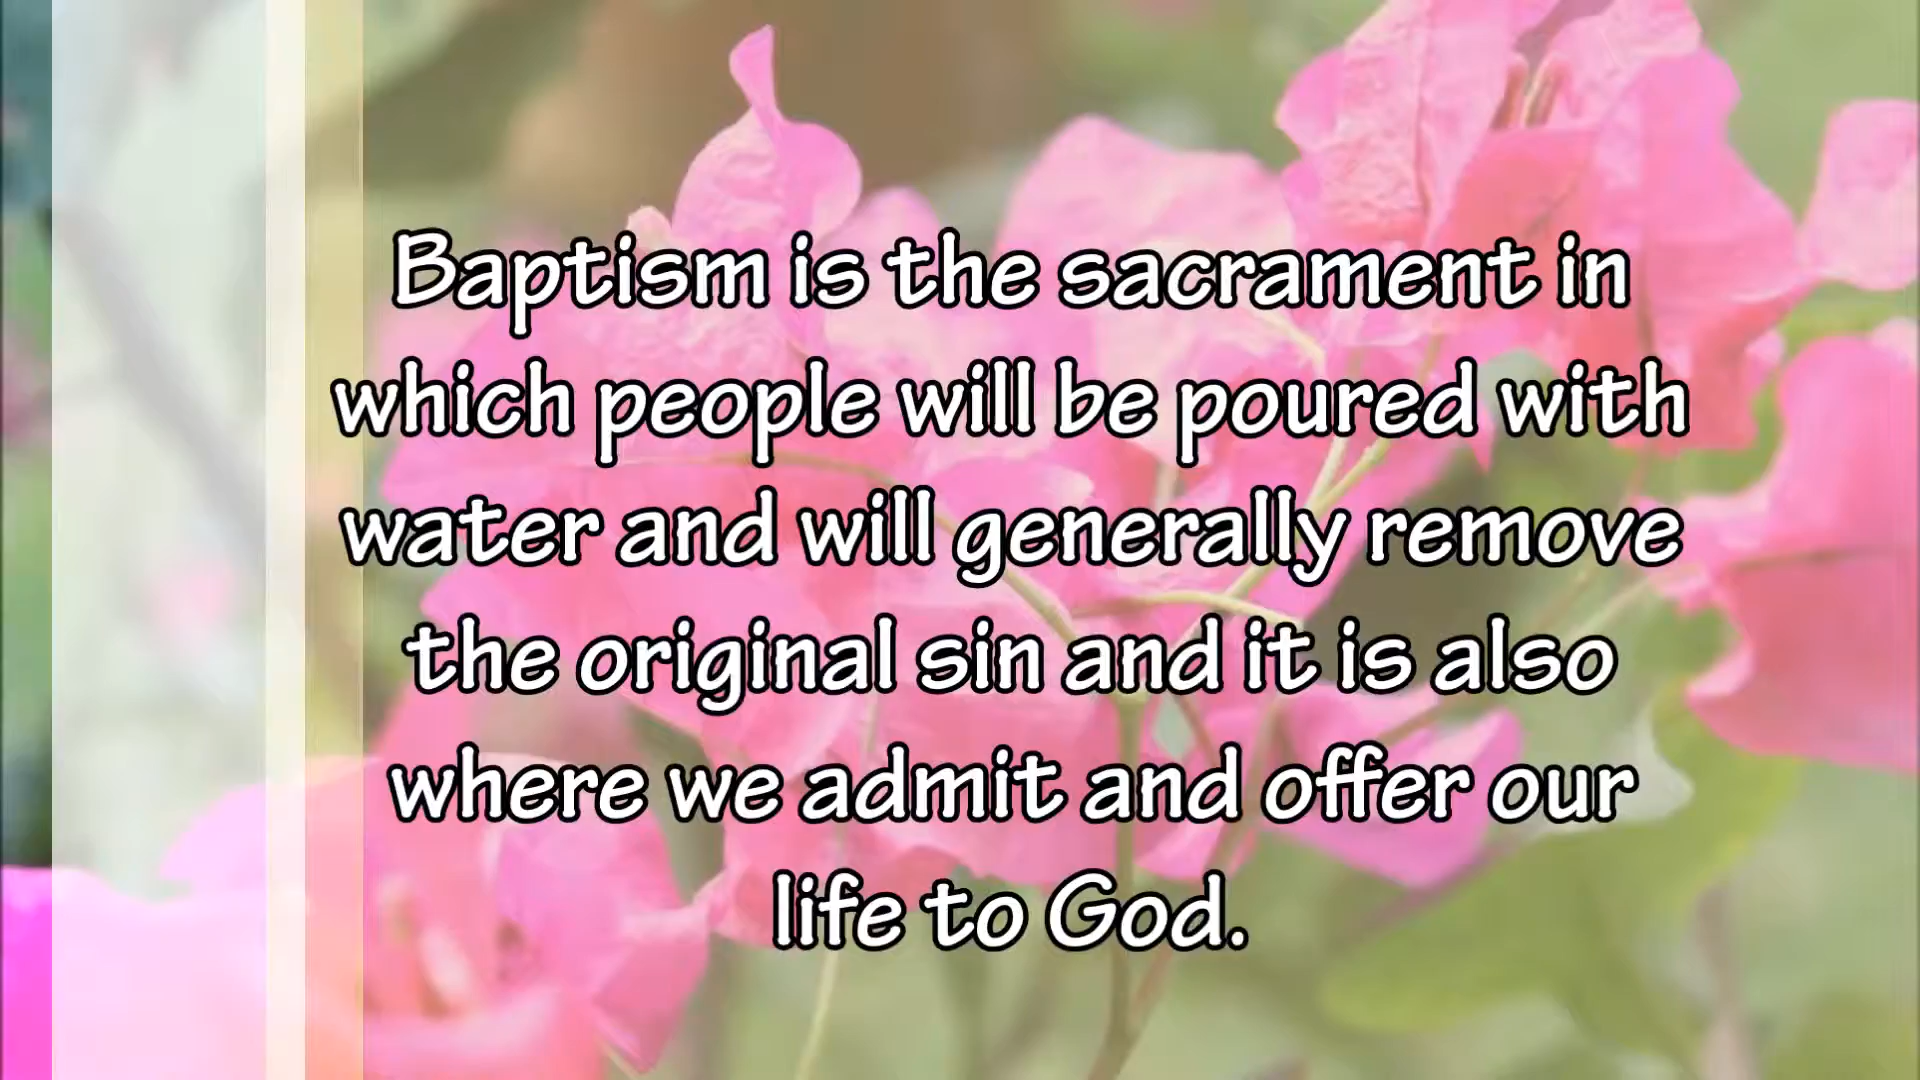 Baptism is the sacrament in
which people will be poured with
water and will generally remove
the original sin and it is also
where we admit and offer our
life to God.